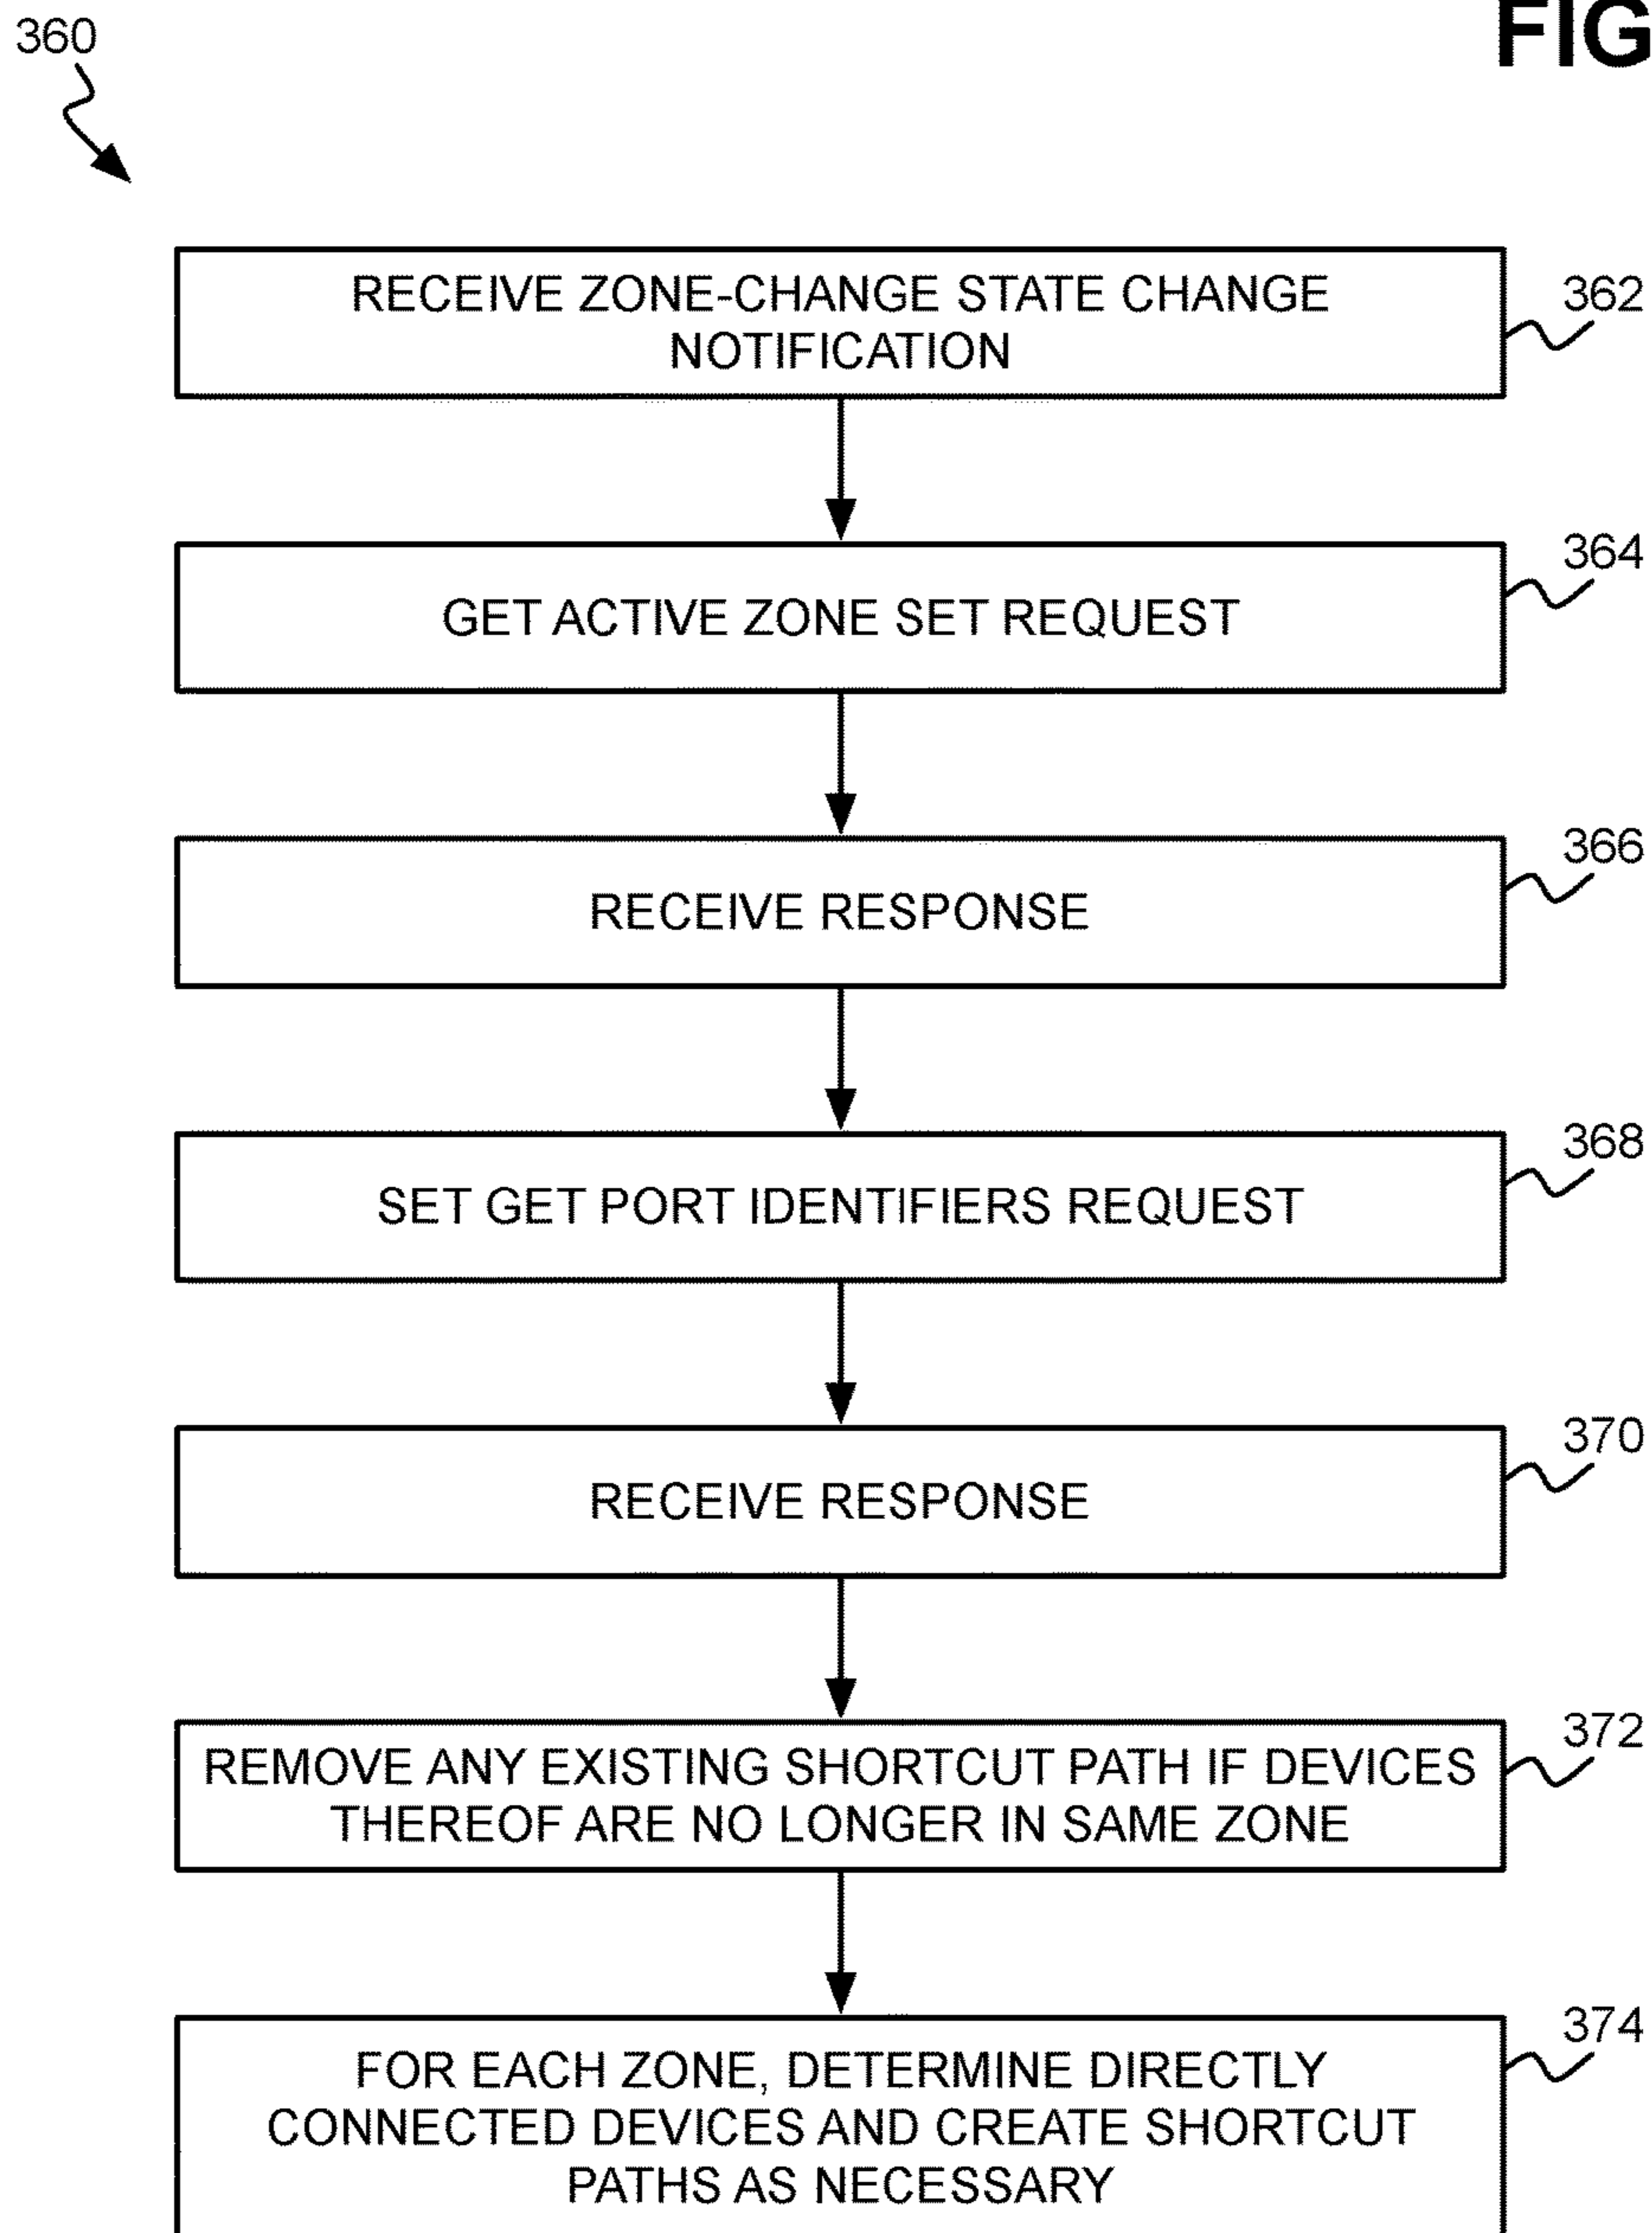 360
FIG
RECEIVE ZONE-CHANGE STATE CHANGE
NOTIFICATION
362
GET ACTIVE ZONE SET REQUEST
364
RECEIVE RESPONSE
366
SET GET PORT IDENTIFIERS REQUEST
368
RECEIVE RESPONSE
370
REMOVE ANY EXISTING SHORTCUT PATH IF DEVICES
THEREOF ARE NO LONGER IN SAME ZONE
372
FOR EACH ZONE, DETERMINE DIRECTLY
CONNECTED DEVICES AND CREATE SHORTCUT
PATHS AS NECESSARY
374